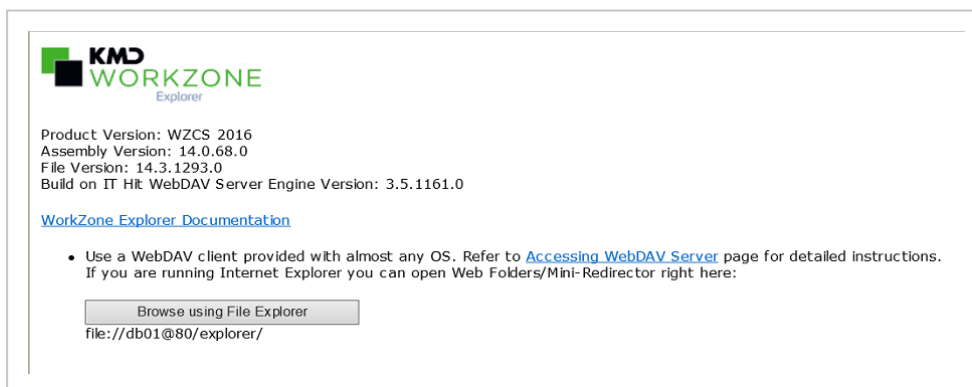 KMD
WORKZONE
Explorer
Product Version: WZCS 2016
Assembly Version: 14.0.68.0
File Version: 14.3.1293.0
Build on IT Hit WebDAV Server Engine Version: 3.5.1161.0
WorkZone Explorer Documentation
• Use a WebDAV client provided with almost any OS. Refer to Accessing WebDAV Server page for detailed instructions.
If you are running Internet Explorer you can open Web Folders/Mini-Redirector right here:
Browse using File Explorer
file://db01@80/explorer/